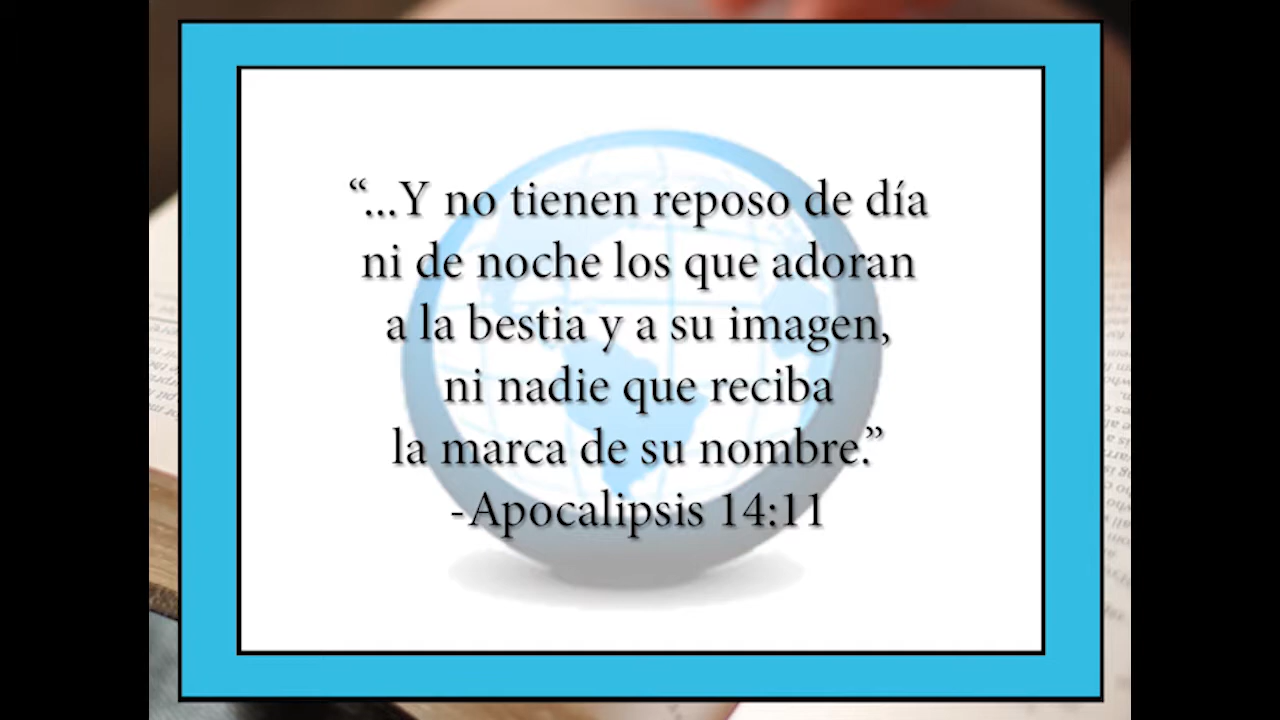 “...Y no tienen reposo de día
ni de noche los que adoran
a la bestia y a su imagen,
ni nadie que reciba
la marca de su nombre.”
-Apocalipsis 14:11